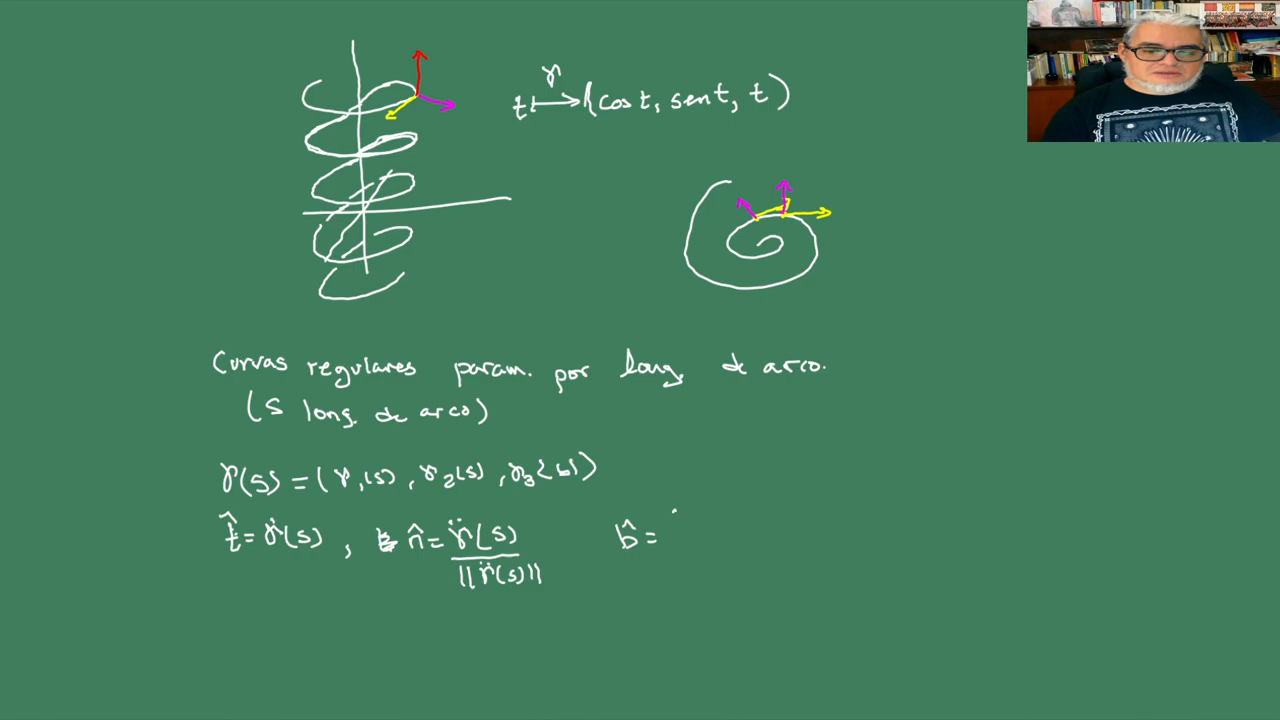 t ↦ (cos t, sen t, t)
γ
Curvas regulares param. por long. de arco.
(s long. de arco)
γ(s) = (γ₁(s), γ₂(s), γ₃(s))
t̂ = γ̇(s), n̂ = γ̈(s) / ||γ̈(s)|| b̂ =